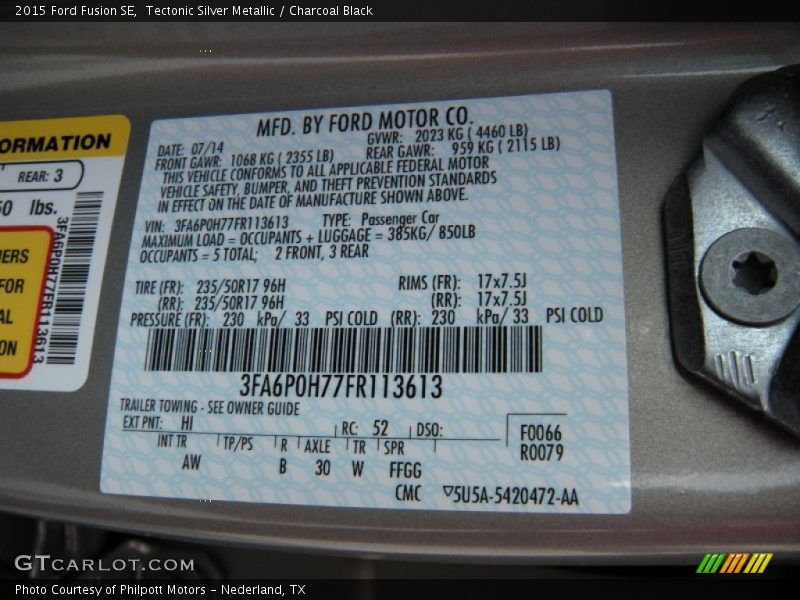 2015 Ford Fusion SE,  Tectonic Silver Metallic / Charcoal Black
ORMATION
REAR: 3
lbs.
FOR
ON
3FA6P0H77FR113613
MFD. BY FORD MOTOR CO.
DATE: 07/14 GVWR: 2023 KG ( 4460 LB)
FRONT GAWR: 1068 KG ( 2355 LB) REAR GAWR: 959 KG ( 2115 LB)
THIS VEHICLE CONFORMS TO ALL APPLICABLE FEDERAL MOTOR
VEHICLE SAFETY, BUMPER, AND THEFT PREVENTION STANDARDS
IN EFFECT ON THE DATE OF MANUFACTURE SHOWN ABOVE.
VIN: 3FA6P0H77FR113613 TYPE: Passenger Car
MAXIMUM LOAD = OCCUPANTS + LUGGAGE = 385KG/ 850LB
OCCUPANTS = 5 TOTAL; 2 FRONT, 3 REAR
TIRE (FR): 235/50R17 96H RIMS (FR): 17x7.5J
(RR): 235/50R17 96H (RR): 17x7.5J
PRESSURE (FR): 230 kPa/ 33 PSI COLD (RR): 230 kPa/ 33 PSI COLD
3FA6P0H77FR113613
TRAILER TOWING - SEE OWNER GUIDE
EXT PNT: HI RC: 52 DSO:
INT TR TP/PS R AXLE TR SPR
AW B 30 W FFGG
F0066
R0079
CMC 5U5A-5420472-AA
GTCARLOT.COM
Photo Courtesy of Philpott Motors – Nederland, TX